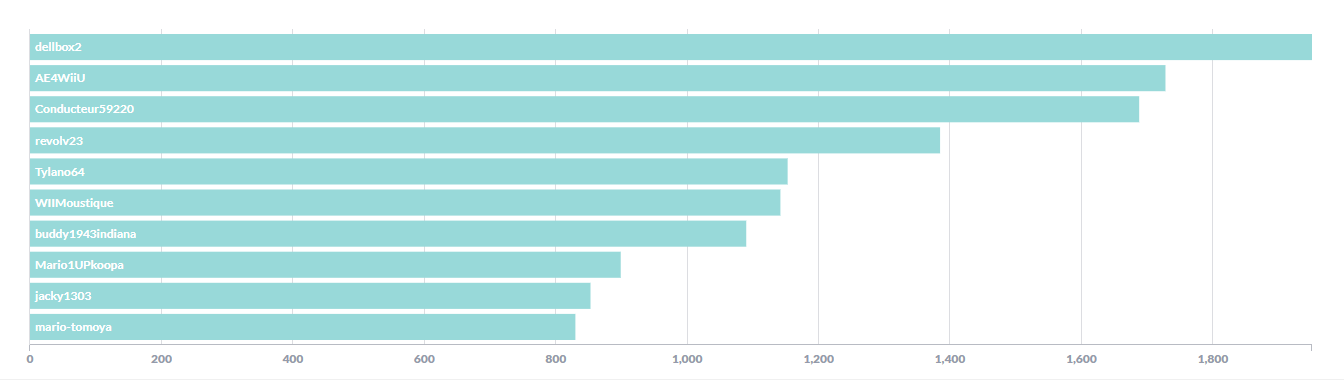 dellbox2
AE4WiiU
Conducteur59220
revolv23
Tylano64
WIIMoustique
buddy1943indiana
Mario1UPkoopa
jacky1303
mario-tomoya
0 200 400 600 800 1,000 1,200 1,400 1,600 1,800